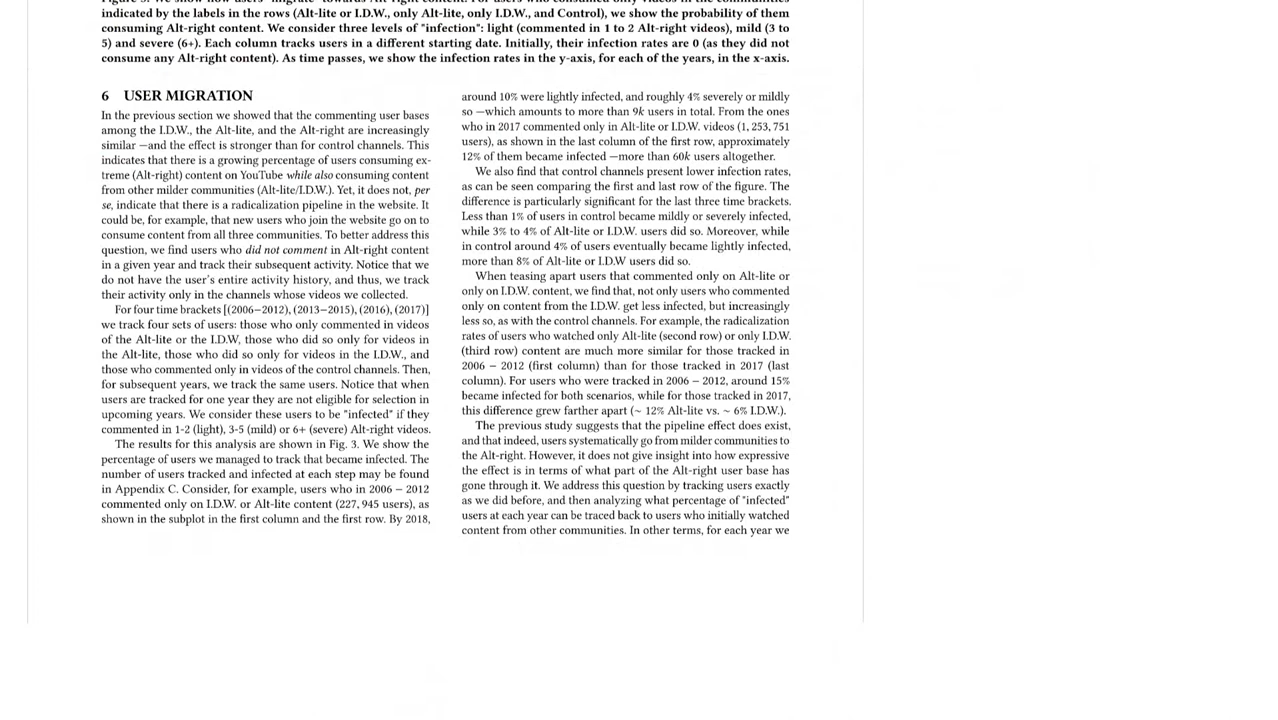 indicated by the labels in the rows (Alt-lite or I.D.W., only Alt-lite, only I.D.W., and Control), we show the probability of them
consuming Alt-right content. We consider three levels of "infection": light (commented in 1 to 2 Alt-right videos), mild (3 to
5) and severe (6+). Each column tracks users in a different starting date. Initially, their infection rates are 0 (as they did not
consume any Alt-right content). As time passes, we show the infection rates in the y-axis, for each of the years, in the x-axis.
6 USER MIGRATION
In the previous section we showed that the commenting user bases
among the I.D.W., the Alt-lite, and the Alt-right are increasingly
similar —and the effect is stronger than for control channels. This
indicates that there is a growing percentage of users consuming ex-
treme (Alt-right) content on YouTube while also consuming content
from other milder communities (Alt-lite/I.D.W.). Yet, it does not, per
se, indicate that there is a radicalization pipeline in the website. It
could be, for example, that new users who join the website go on to
consume content from all three communities. To better address this
question, we find users who did not comment in Alt-right content
in a given year and track their subsequent activity. Notice that we
do not have the user's entire activity history, and thus, we track
their activity only in the channels whose videos we collected.
For four time brackets [(2006−2012), (2013−2015), (2016), (2017)]
we track four sets of users: those who only commented in videos
of the Alt-lite or the I.D.W, those who did so only for videos in
the Alt-lite, those who did so only for videos in the I.D.W., and
those who commented only in videos of the control channels. Then,
for subsequent years, we track the same users. Notice that when
users are tracked for one year they are not eligible for selection in
upcoming years. We consider these users to be "infected" if they
commented in 1-2 (light), 3-5 (mild) or 6+ (severe) Alt-right videos.
The results for this analysis are shown in Fig. 3. We show the
percentage of users we managed to track that became infected. The
number of users tracked and infected at each step may be found
in Appendix C. Consider, for example, users who in 2006 − 2012
commented only on I.D.W. or Alt-lite content (227, 945 users), as
shown in the subplot in the first column and the first row. By 2018,
around 10% were lightly infected, and roughly 4% severely or mildly
so —which amounts to more than 9k users in total. From the ones
who in 2017 commented only in Alt-lite or I.D.W. videos (1, 253, 751
users), as shown in the last column of the first row, approximately
12% of them became infected —more than 60k users altogether.
We also find that control channels present lower infection rates,
as can be seen comparing the first and last row of the figure. The
difference is particularly significant for the last three time brackets.
Less than 1% of users in control became mildly or severely infected,
while 3% to 4% of Alt-lite or I.D.W. users did so. Moreover, while
in control around 4% of users eventually became lightly infected,
more than 8% of Alt-lite or I.D.W users did so.
When teasing apart users that commented only on Alt-lite or
only on I.D.W. content, we find that, not only users who commented
only on content from the I.D.W. get less infected, but increasingly
less so, as with the control channels. For example, the radicalization
rates of users who watched only Alt-lite (second row) or only I.D.W.
(third row) content are much more similar for those tracked in
2006 − 2012 (first column) than for those tracked in 2017 (last
column). For users who were tracked in 2006 − 2012, around 15%
became infected for both scenarios, while for those tracked in 2017,
this difference grew farther apart (∼ 12% Alt-lite vs. ∼ 6% I.D.W.).
The previous study suggests that the pipeline effect does exist,
and that indeed, users systematically go from milder communities to
the Alt-right. However, it does not give insight into how expressive
the effect is in terms of what part of the Alt-right user base has
gone through it. We address this question by tracking users exactly
as we did before, and then analyzing what percentage of "infected"
users at each year can be traced back to users who initially watched
content from other communities. In other terms, for each year we